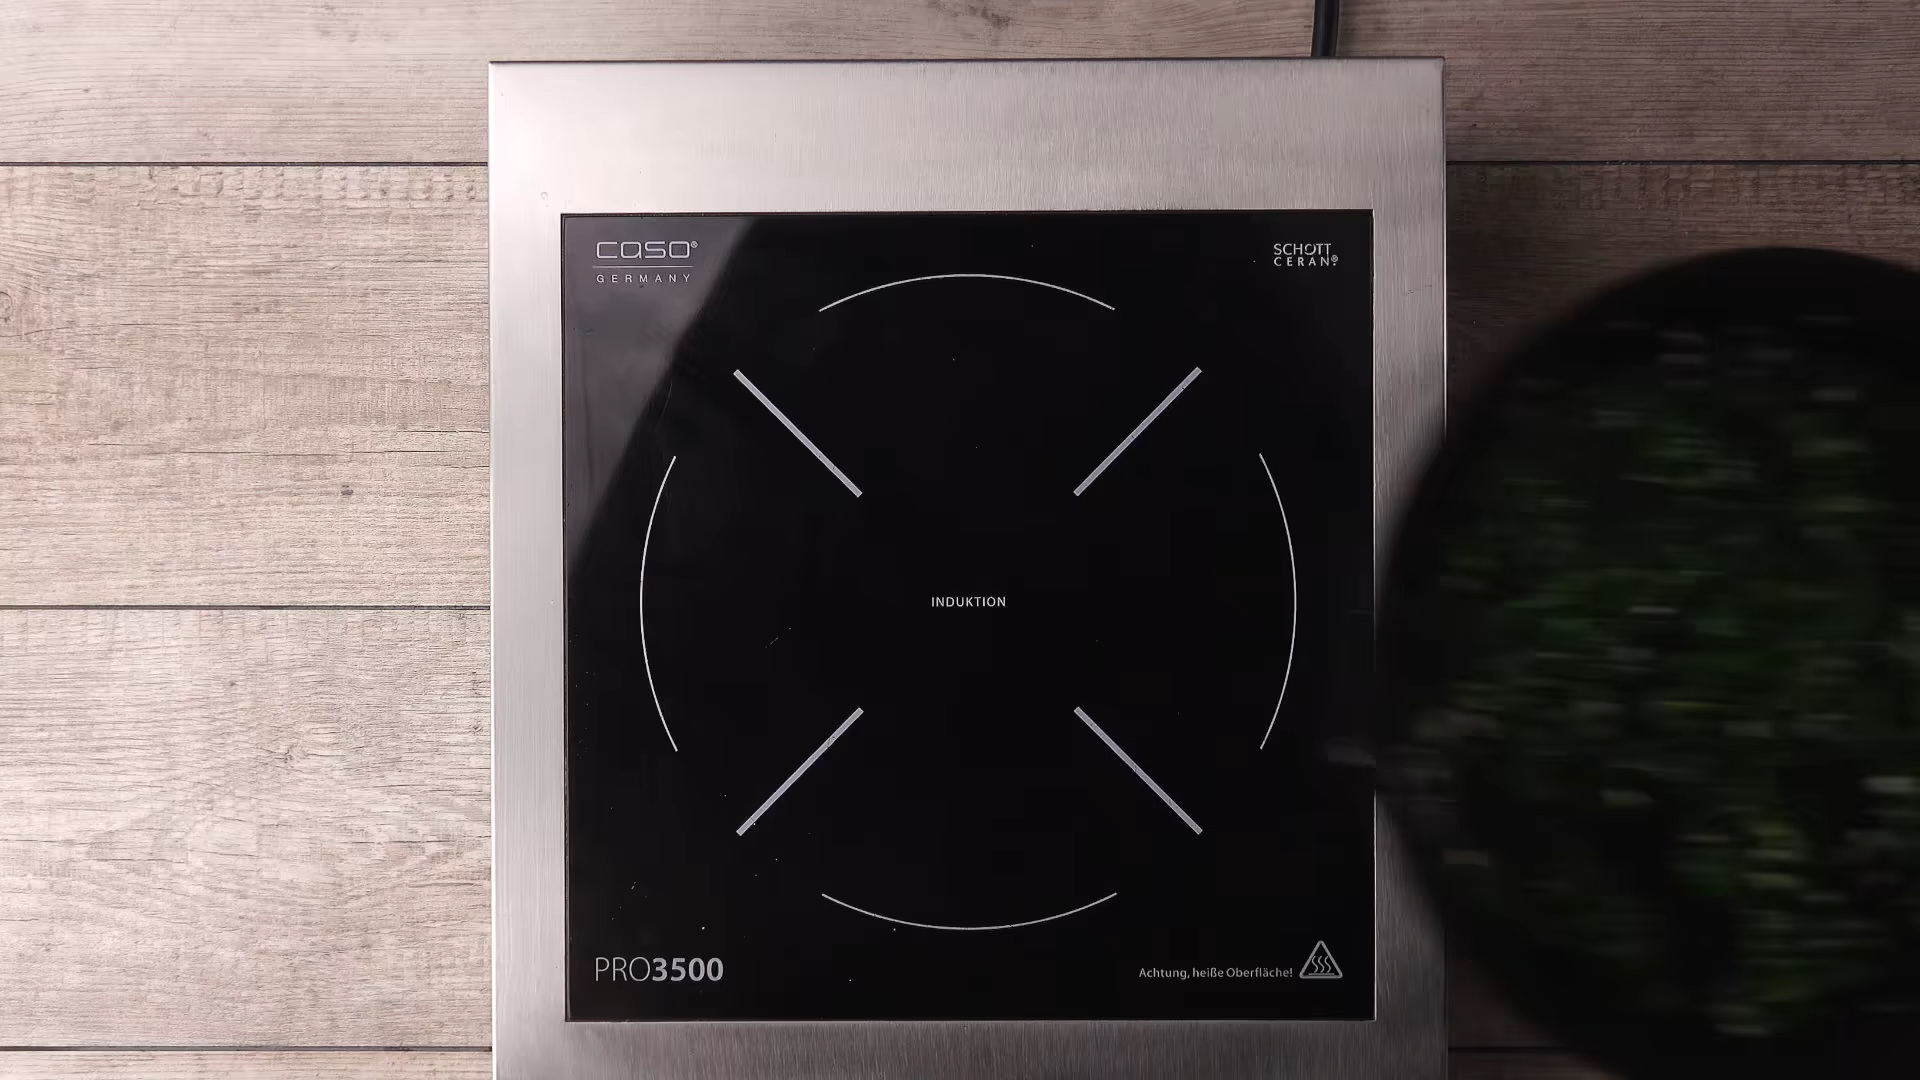 caso®
GERMANY
SCHOTT
CERAN®
INDUKTION
PRO3500
Achtung, heiße Oberfläche!